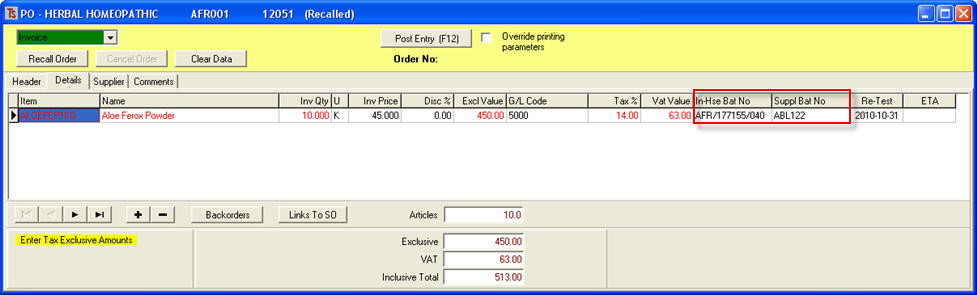 TS PO - HERBAL HOMEOPATHIC AFR001 12051 (Recalled)
Invoice
Post Entry (F12)
Override printing
parameters
Recall Order Cancel Order Clear Data
Order No:
Header Details Supplier Comments
Item Name Inv Qty U Inv Price Disc % Excl Value G/L Code Tax % Vat Value In-Hse Bat No Suppl Bat No Re-Test ETA
ALOEFEP1KG Aloe Ferox Powder 10.000 K 45.000 0.00 450.00 5000 14.00 63.00 AFR/177155/040 ABL122 2010-10-31
Backorders Links To SO Articles 10.0
Enter Tax Exclusive Amounts
Exclusive 450.00
VAT 63.00
Inclusive Total 513.00